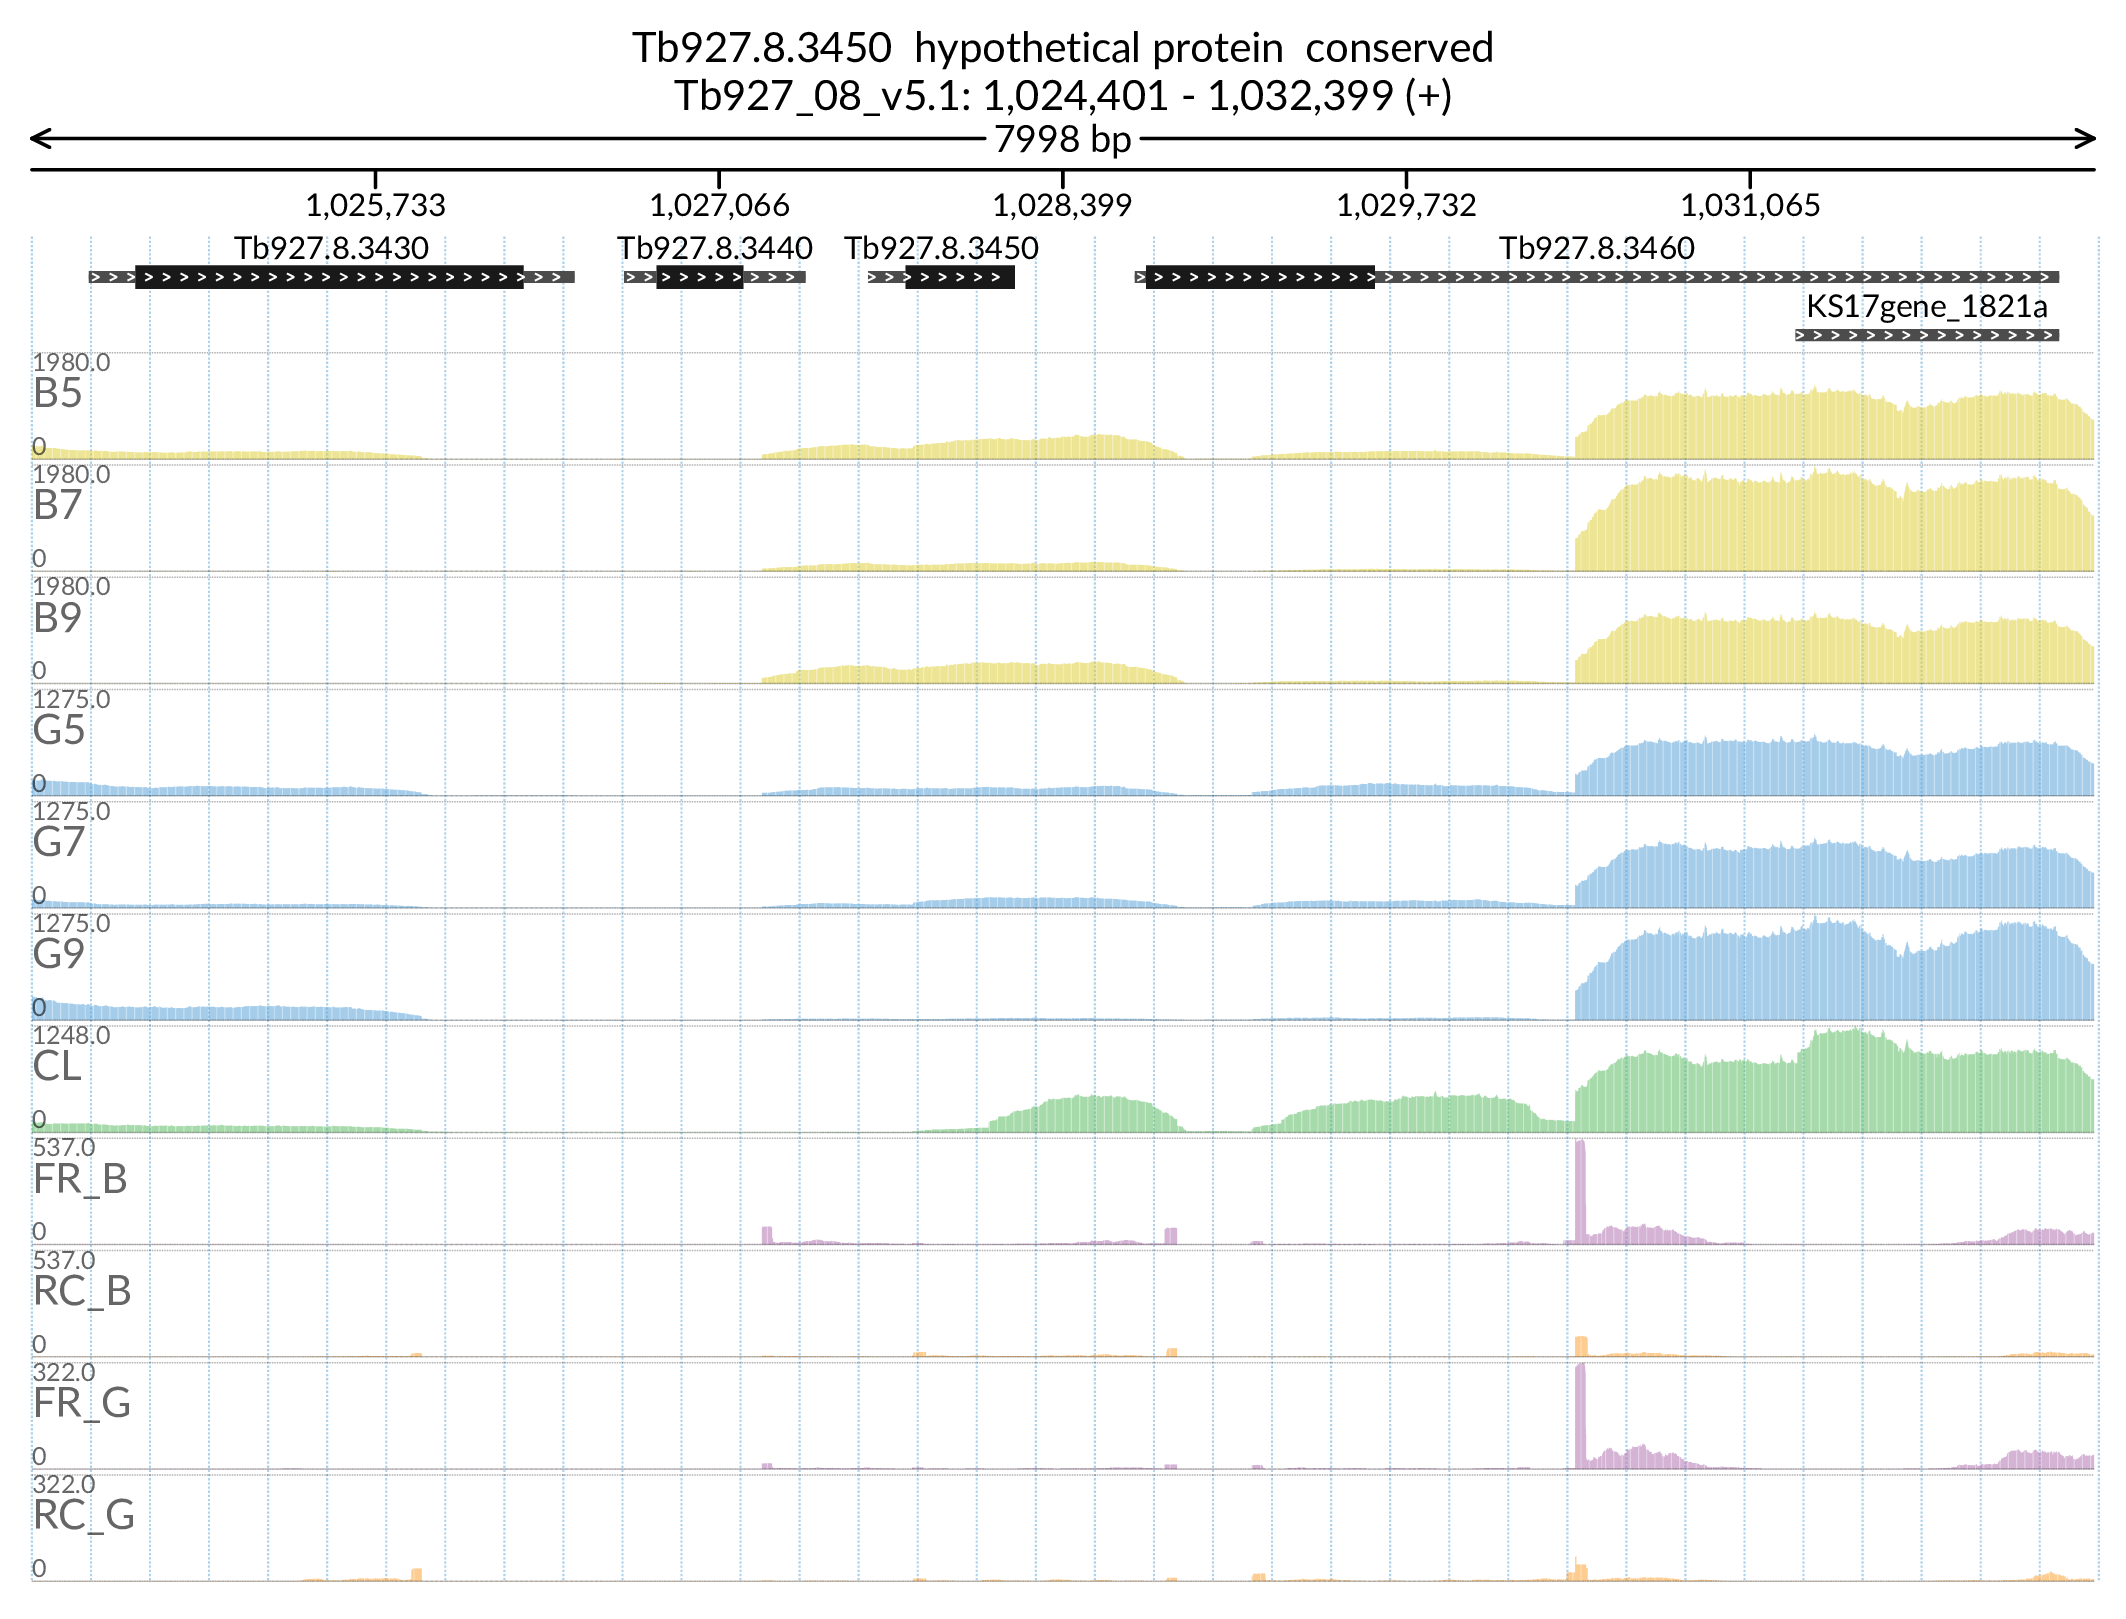 Tb927.8.3450 hypothetical protein conserved
Tb927_08_v5.1: 1,024,401 - 1,032,399 (+)
7998 bp
1,025,733 1,027,066 1,028,399 1,029,732 1,031,065
Tb927.8.3430 Tb927.8.3440 Tb927.8.3450 Tb927.8.3460
KS17gene_1821a
1980.0
B5
0
1980.0
B7
0
1980.0
B9
0
1275.0
G5
0
1275.0
G7
0
1275.0
G9
0
1248.0
CL
0
537.0
FR_B
0
537.0
RC_B
0
322.0
FR_G
0
322.0
RC_G
0